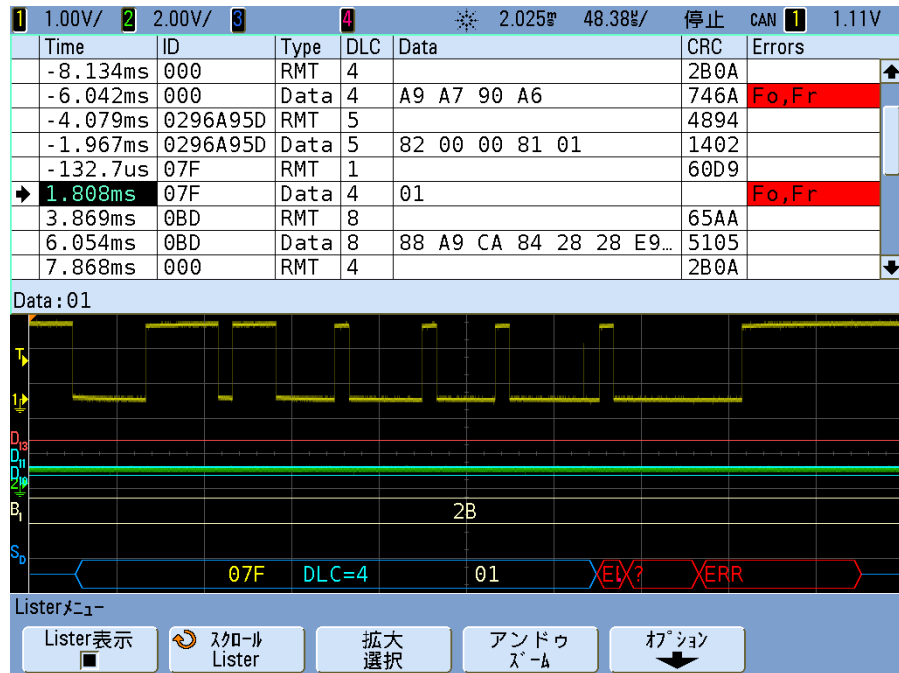 1 1.00V/ 2 2.00V/ 3 4 2.025ms 48.38us/ 停止 CAN 1 1.11V
Time ID Type DLC Data CRC Errors
-8.134ms 000 RMT 4 2B0A
-6.042ms 000 Data 4 A9 A7 90 A6 746A Fo,Fr
-4.079ms 0296A95D RMT 5 4894
-1.967ms 0296A95D Data 5 82 00 00 81 01 1402
-132.7us 07F RMT 1 60D9
1.808ms 07F Data 4 01 Fo,Fr
3.869ms 0BD RMT 8 65AA
6.054ms 0BD Data 8 88 A9 CA 84 28 28 E9… 5105
7.868ms 000 RMT 4 2B0A
Data:01
T
1
D13
D11
D10
2
B1
2B
SD
07F DLC=4 01 ? ERR
Listerメニュー
Lister表示 スクロール Lister 拡大 選択 アンドゥ ズーム オプション